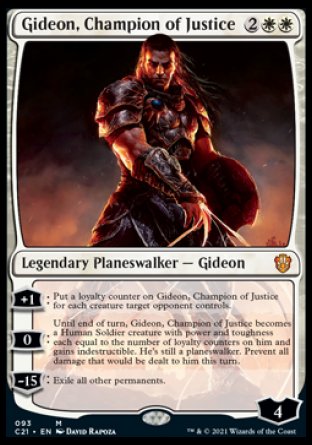 Gideon, Champion of Justice 2
Legendary Planeswalker — Gideon
+1 : Put a loyalty counter on Gideon, Champion of Justice
for each creature target opponent controls.
Until end of turn, Gideon, Champion of Justice becomes
a Human Soldier creature with power and toughness
0 : each equal to the number of loyalty counters on him and
gains indestructible. He's still a planeswalker. Prevent all
damage that would be dealt to him this turn.
-15 : Exile all other permanents.
4
093 M
C21 • EN DAVID RAPOZA
™ & © 2021 Wizards of the Coast